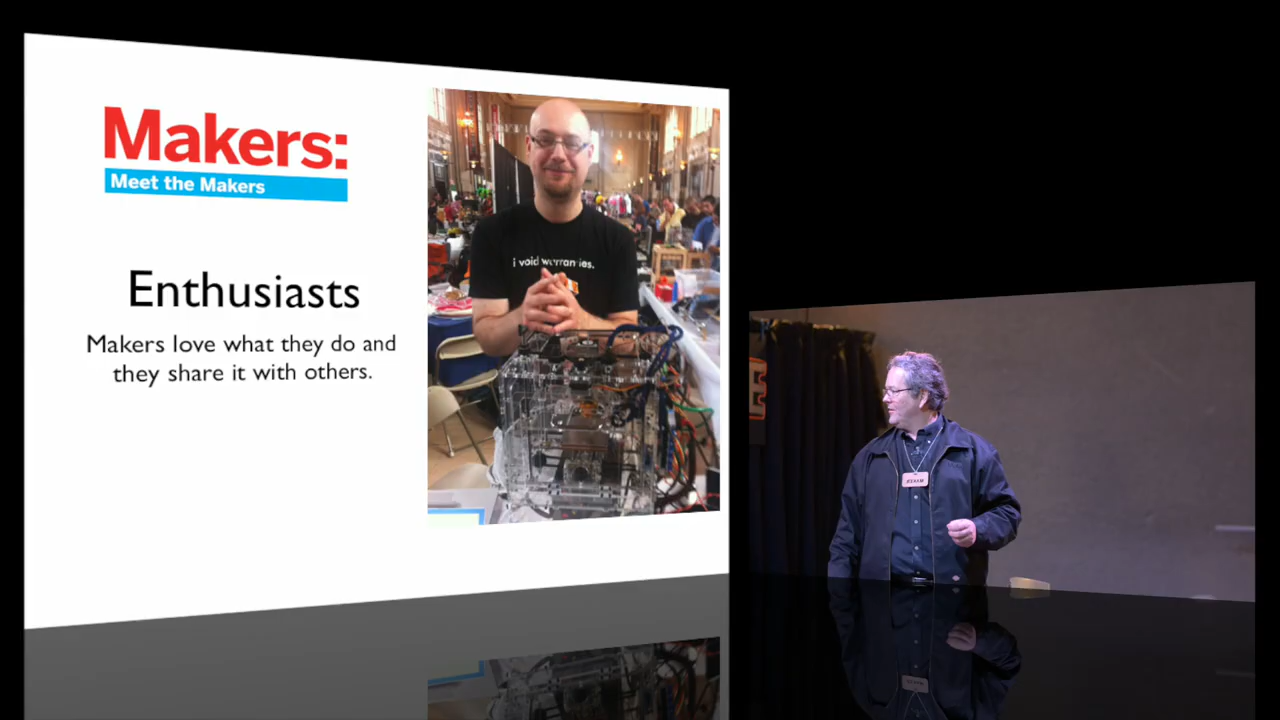 Makers:
Meet the Makers
Enthusiasts
Makers love what they do and
they share it with others.
i void warranties.